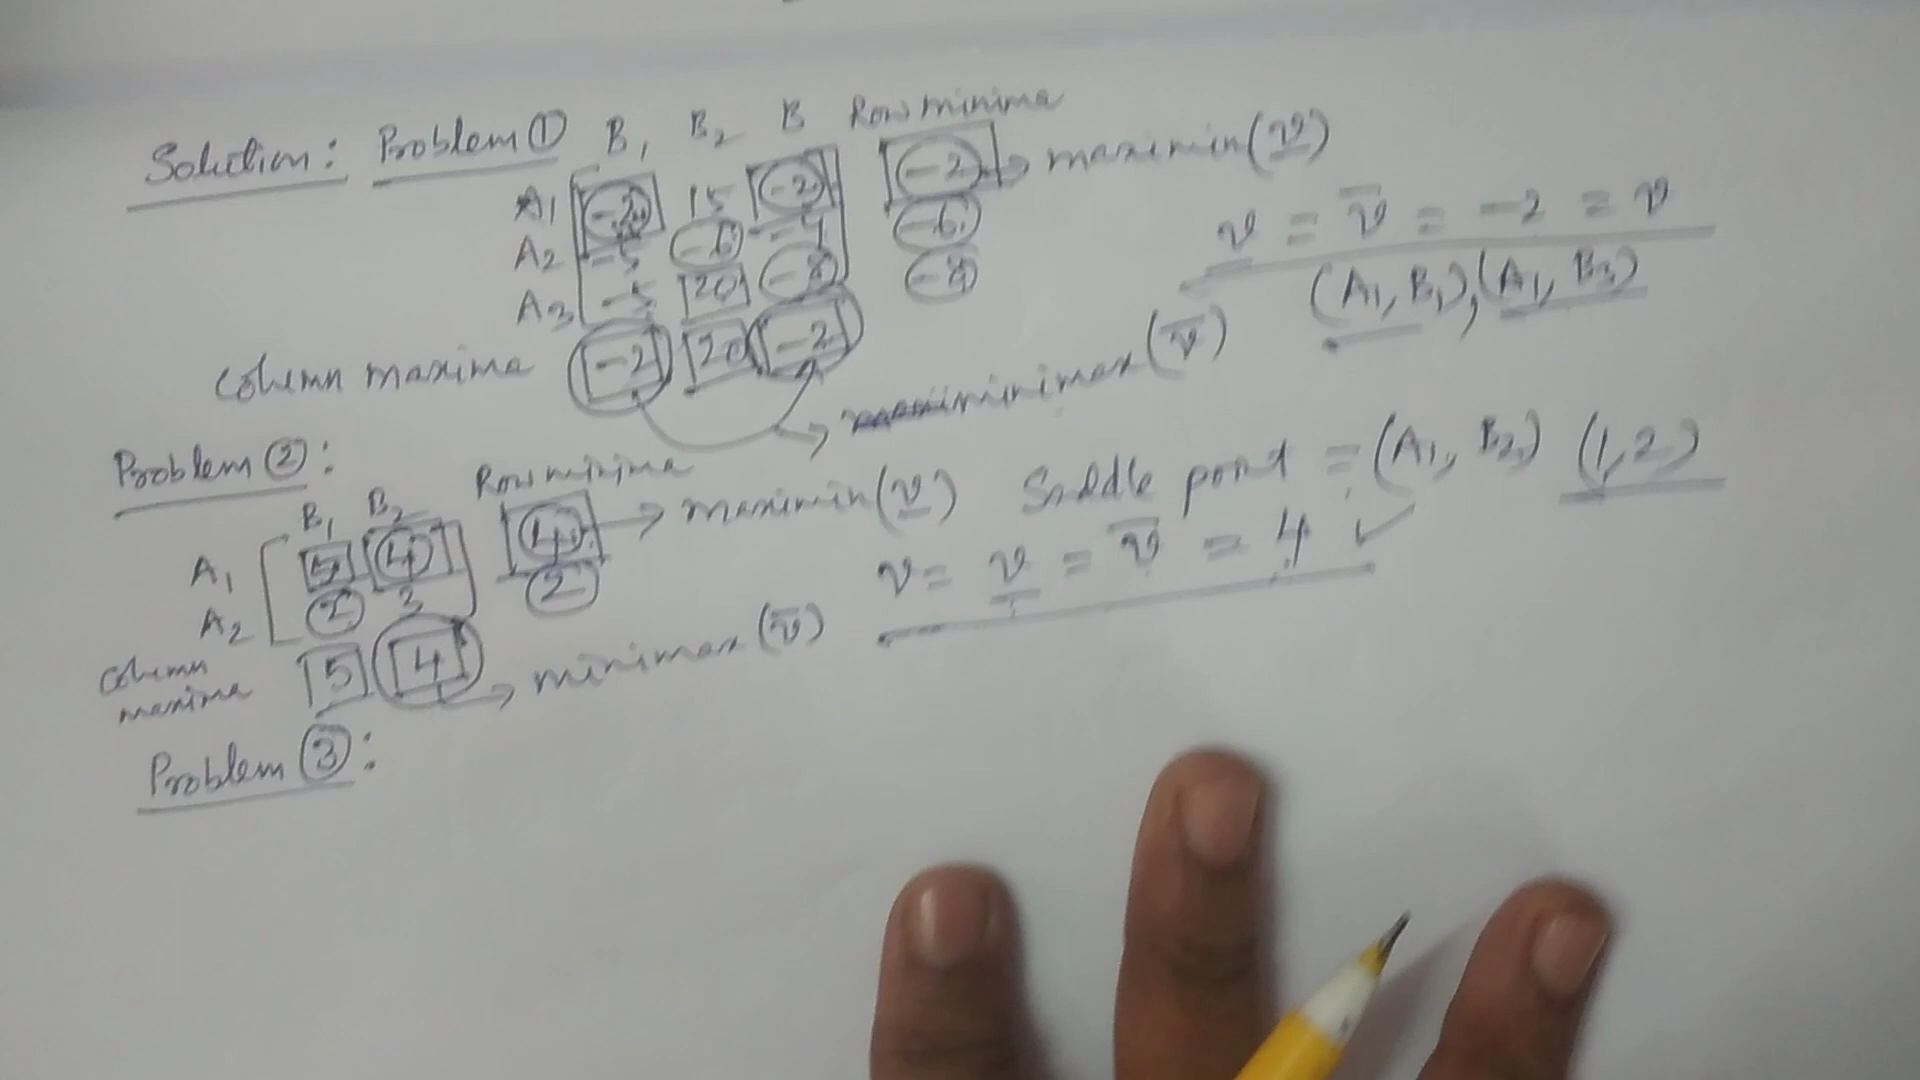 Solution: Problem ① B1 B2 B Row minima
A1 -2 15 -2 -2 → maximin(v)
A2 -5 -6 -4 -6
A3 -5 20 -8 -8
column maxima -2 20 -2 → minimax(v̅)
v = v̅ = -2 = v
(A1, B1), (A1, B3)
Problem ②:
B1 B2 Row minima
A1 5 4 4 → maximin(v)
A2 2 3 2
column maxima 5 4 → minimax(v̅)
Saddle point = (A1, B2) (1,2)
v = v = v̅ = 4 ✓
Problem ③: